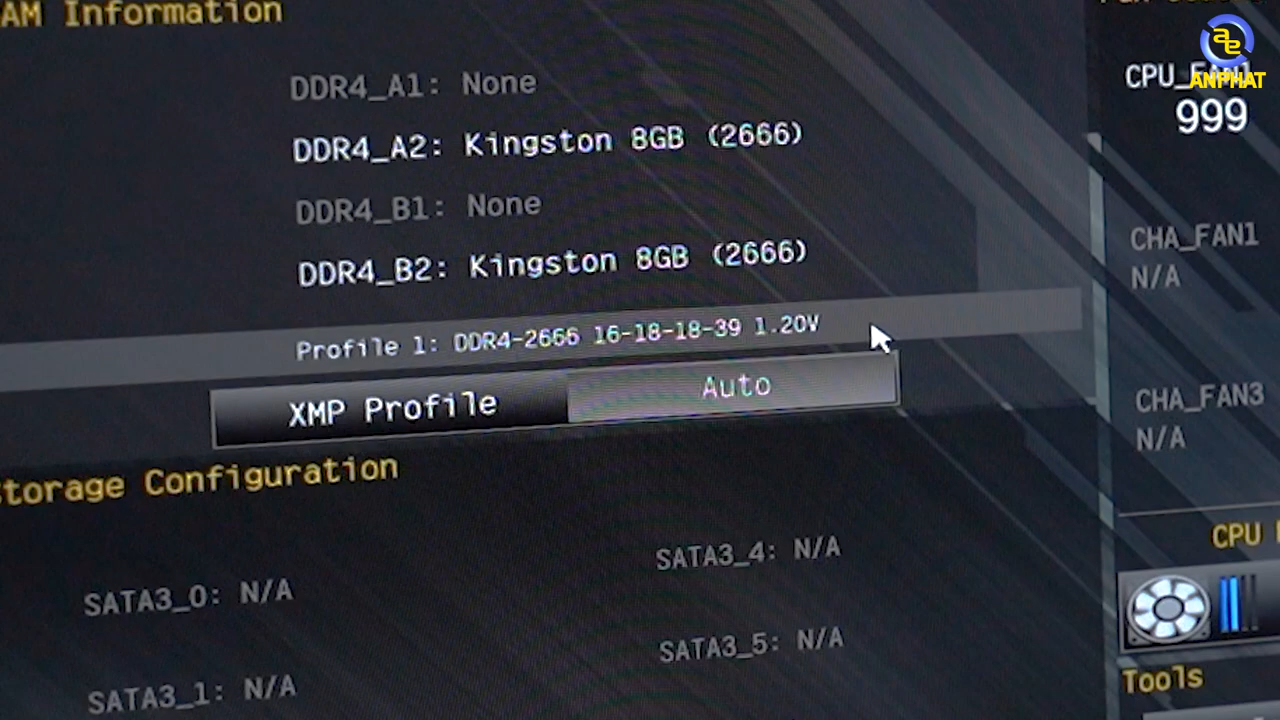 AM Information
DDR4_A1: None
DDR4_A2: Kingston 8GB (2666)
DDR4_B1: None
DDR4_B2: Kingston 8GB (2666)
Profile 1: DDR4-2666 16-18-18-39 1.20V
XMP Profile Auto
Storage Configuration
SATA3_0: N/A
SATA3_4: N/A
SATA3_1: N/A
SATA3_5: N/A
CPU_FAN1
999
CHA_FAN1
N/A
CHA_FAN3
N/A
CPU
Tools
ae
ANPHAT